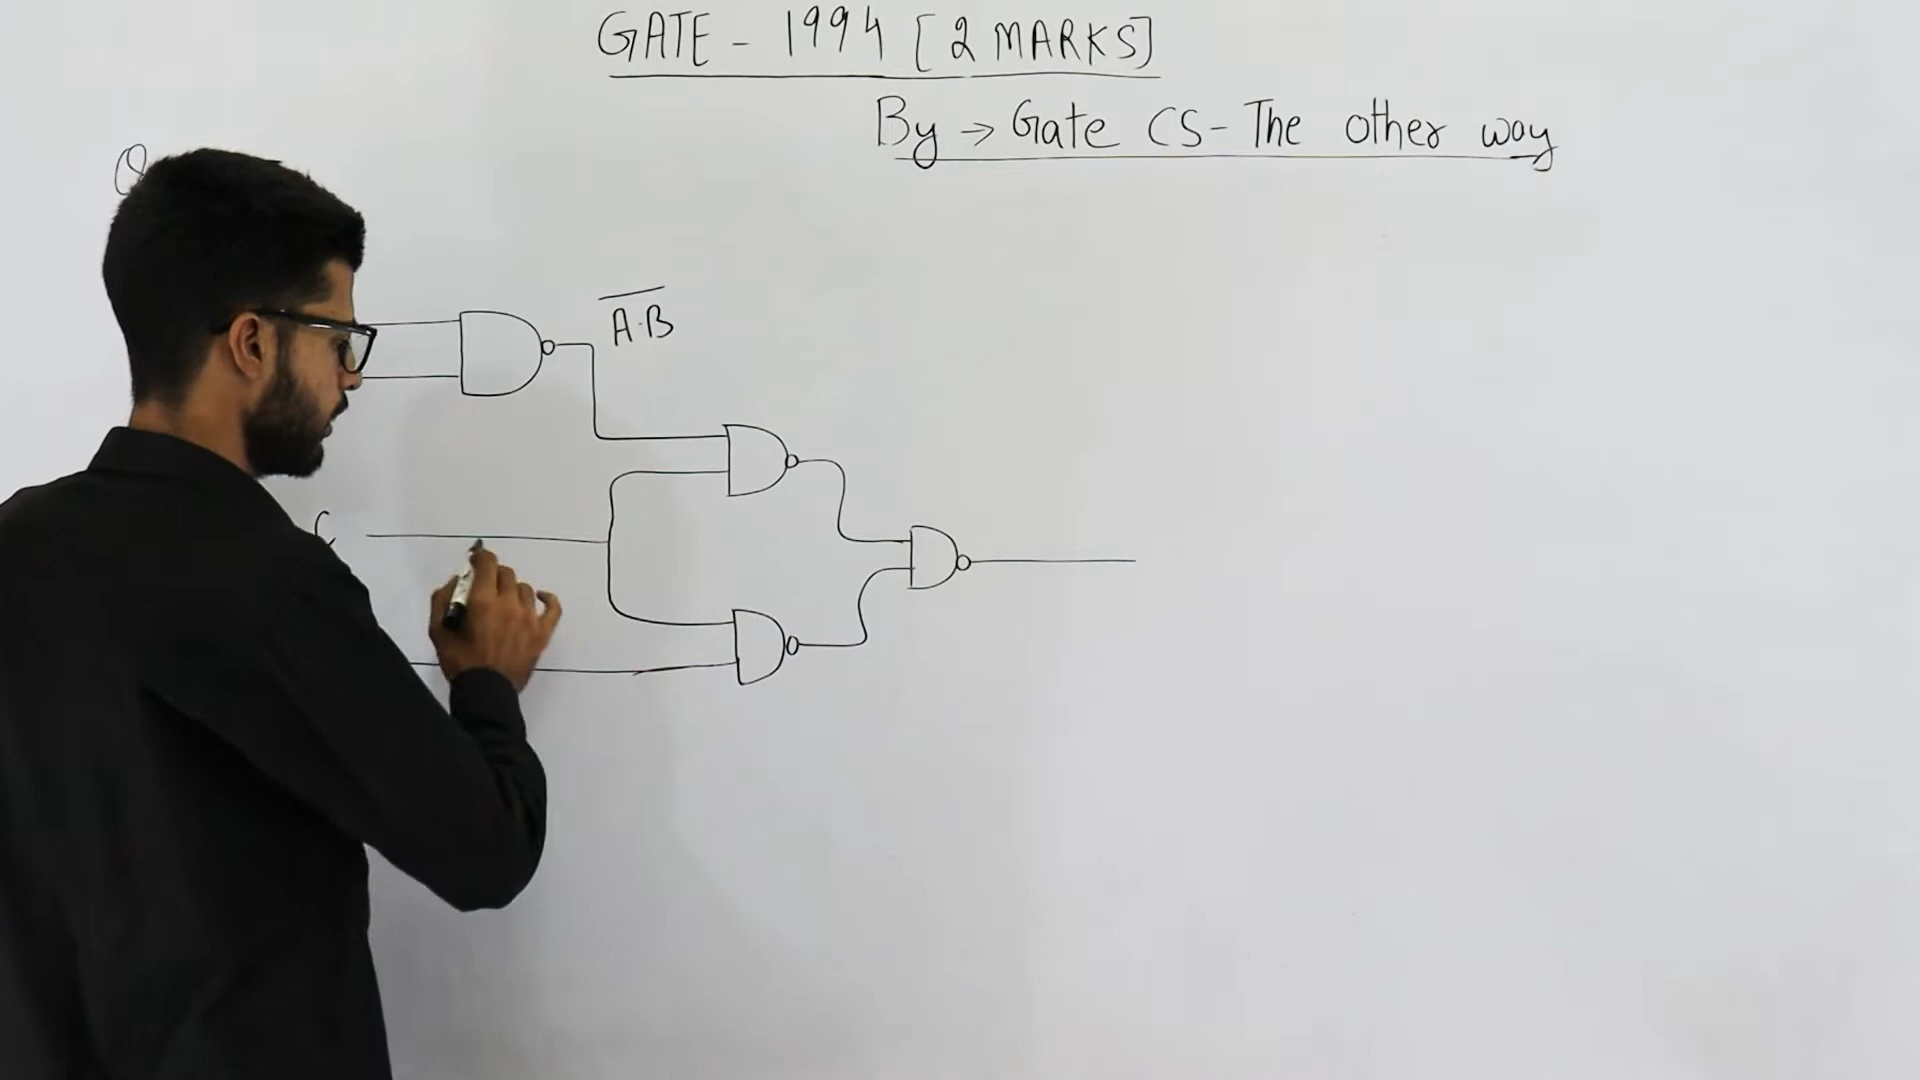 GATE - 1994 [2 MARKS]
By → Gate CS - The other way
Q
A·B
C